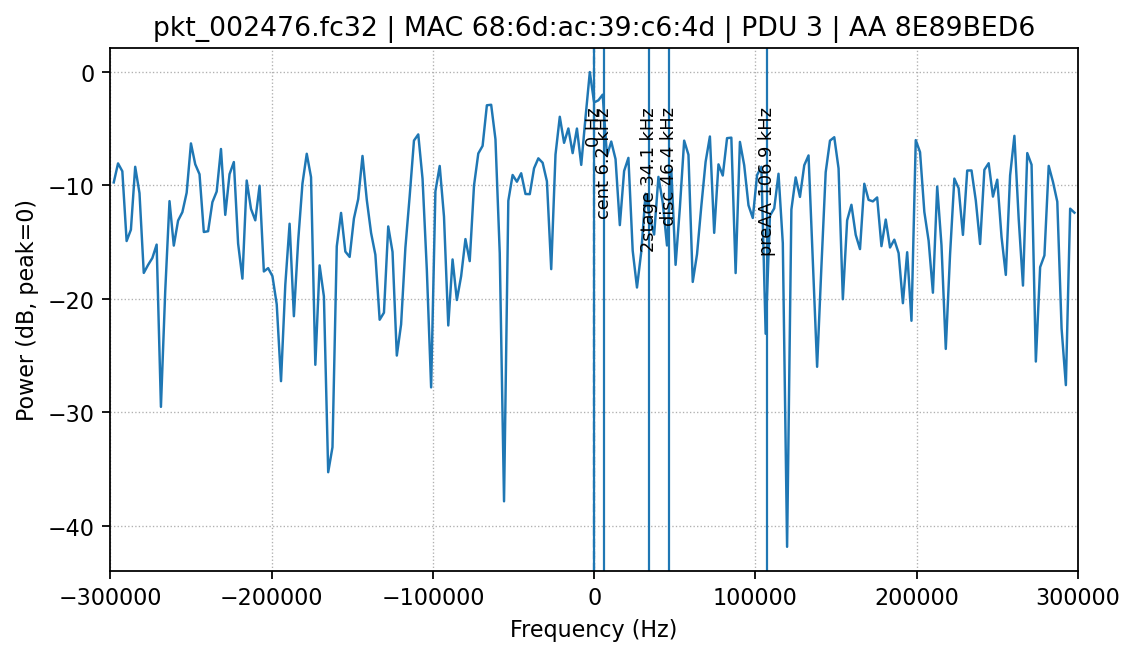 pkt_002476.fc32 | MAC 68:6d:ac:39:c6:4d | PDU 3 | AA 8E89BED6
Power (dB, peak=0)
0
−10
−20
−30
−40
0 Hz
cent 6.2 kHz
2stage 34.1 kHz
disc 46.4 kHz
preAA 106.9 kHz
−300000
−200000
−100000
0
100000
200000
300000
Frequency (Hz)